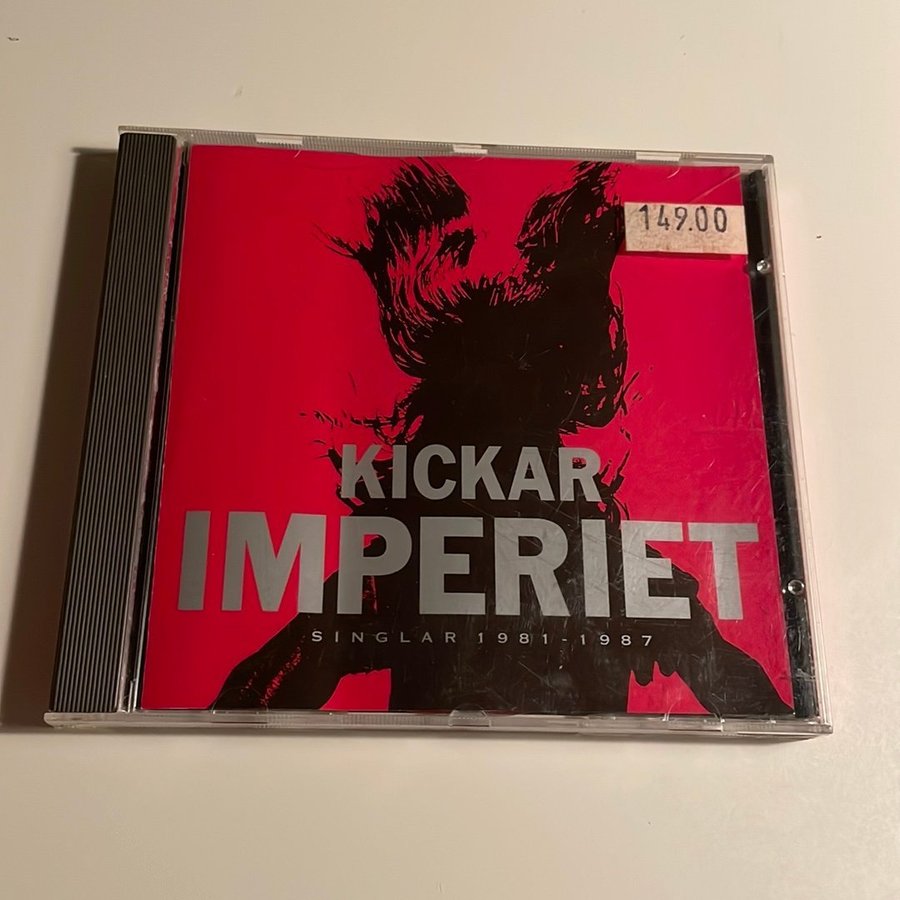 149.00
KICKAR
IMPERIET
SINGLAR 1981-1987